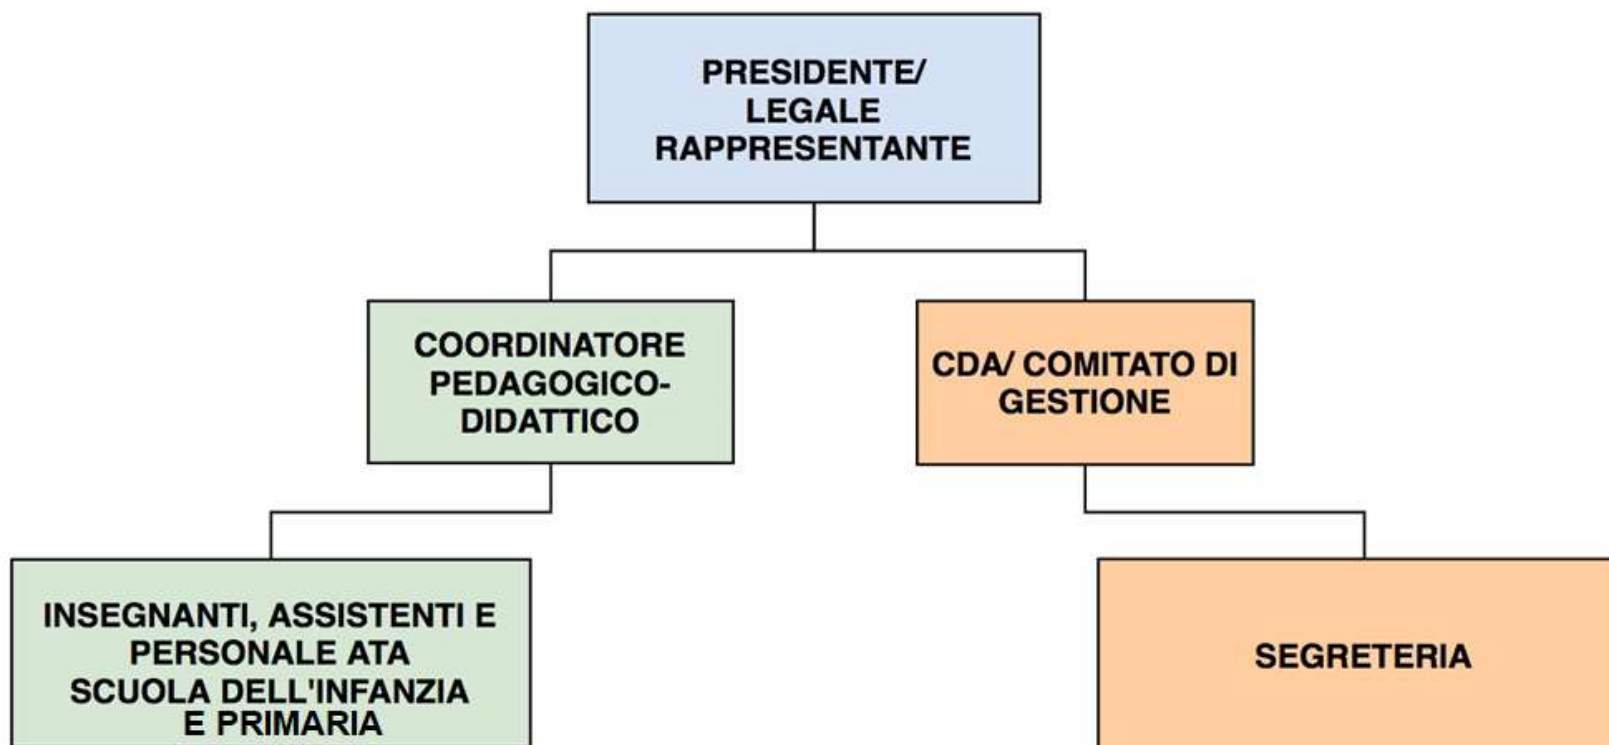 PRESIDENTE/
LEGALE
RAPPRESENTANTE
COORDINATORE
PEDAGOGICO-
DIDATTICO
CDA/ COMITATO DI
GESTIONE
INSEGNANTI, ASSISTENTI E
PERSONALE ATA
SCUOLA DELL'INFANZIA
E PRIMARIA
SEGRETERIA